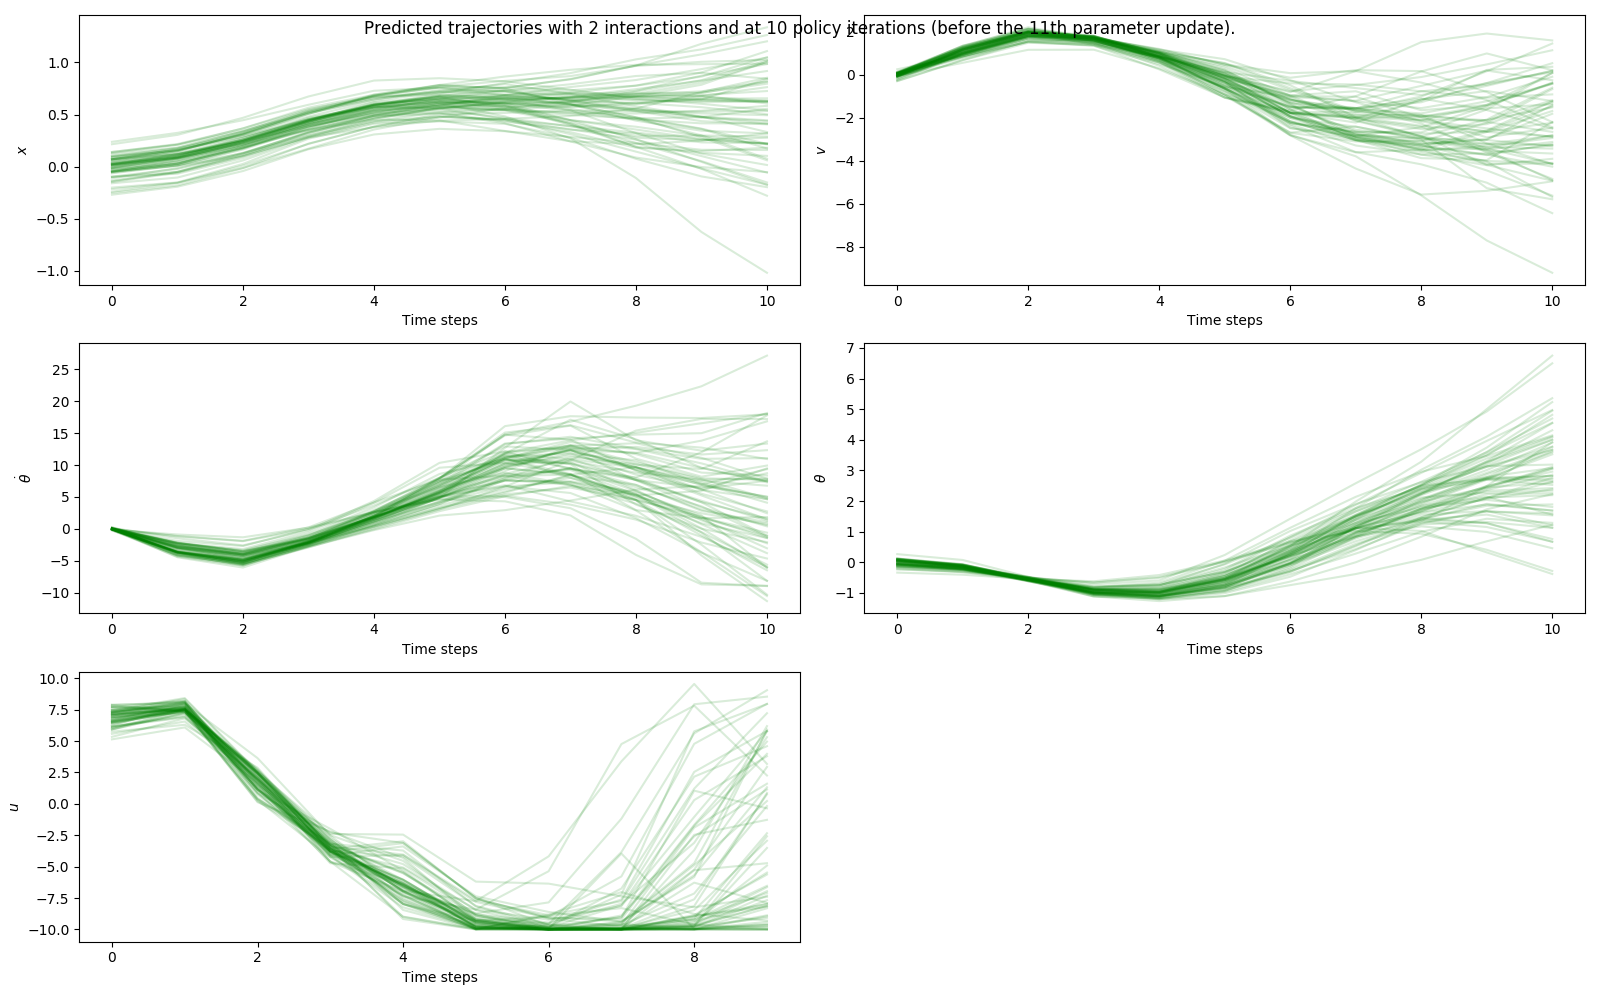 Predicted trajectories with 2 interactions and at 10 policy iterations (before the 11th parameter update).
1.0
0.5
0.0
−0.5
−1.0
x
0 2 4 6 8 10
Time steps
2
0
−2
−4
−6
−8
v
0 2 4 6 8 10
Time steps
25
20
15
10
5
0
−5
−10
θ̇
0 2 4 6 8 10
Time steps
7
6
5
4
3
2
1
0
−1
θ
0 2 4 6 8 10
Time steps
10.0
7.5
5.0
2.5
0.0
−2.5
−5.0
−7.5
−10.0
u
0 2 4 6 8
Time steps